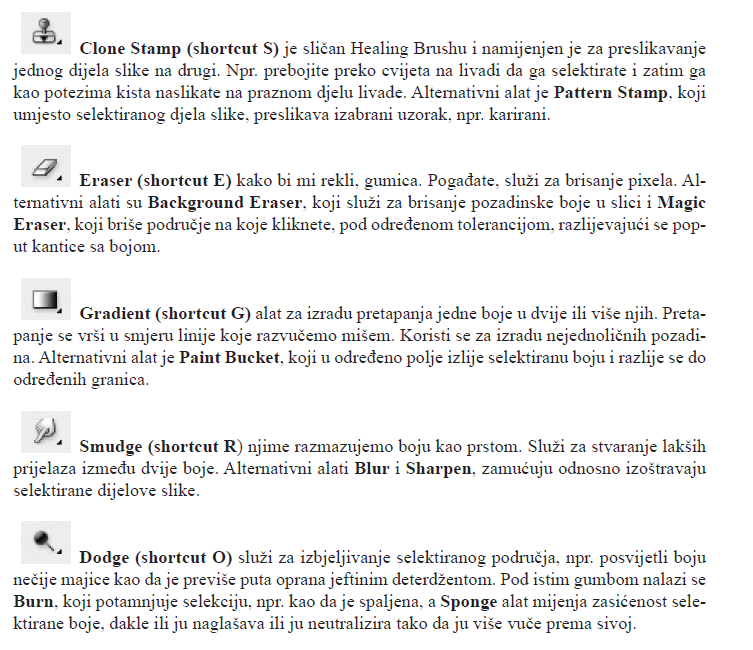 Clone Stamp (shortcut S) je sličan Healing Brushu i namijenjen je za preslikavanje
jednog dijela slike na drugi. Npr. prebojite preko cvijeta na livadi da ga selektirate i zatim ga
kao potezima kista naslikate na praznom djelu livade. Alternativni alat je Pattern Stamp, koji
umjesto selektiranog djela slike, preslikava izabrani uzorak, npr. karirani.
Eraser (shortcut E) kako bi mi rekli, gumica. Pogađate, služi za brisanje pixela. Al-
ternativni alati su Background Eraser, koji služi za brisanje pozadinske boje u slici i Magic
Eraser, koji briše područje na koje kliknete, pod određenom tolerancijom, razlijevajući se pop-
ut kantice sa bojom.
Gradient (shortcut G) alat za izradu pretapanja jedne boje u dvije ili više njih. Preta-
panje se vrši u smjeru linije koje razvučemo mišem. Koristi se za izradu nejednoličnih pozadi-
na. Alternativni alat je Paint Bucket, koji u određeno polje izlije selektiranu boju i razlije se do
određenih granica.
Smudge (shortcut R) njime razmazujemo boju kao prstom. Služi za stvaranje lakših
prijelaza između dvije boje. Alternativni alati Blur i Sharpen, zamućuju odnosno izoštravaju
selektirane dijelove slike.
Dodge (shortcut O) služi za izbjeljivanje selektiranog područja, npr. posvijetli boju
nečije majice kao da je previše puta oprana jeftinim deterdžentom. Pod istim gumbom nalazi se
Burn, koji potamnjuje selekciju, npr. kao da je spaljena, a Sponge alat mijenja zasićenost sele-
ktirane boje, dakle ili ju naglašava ili ju neutralizira tako da ju više vuče prema sivoj.